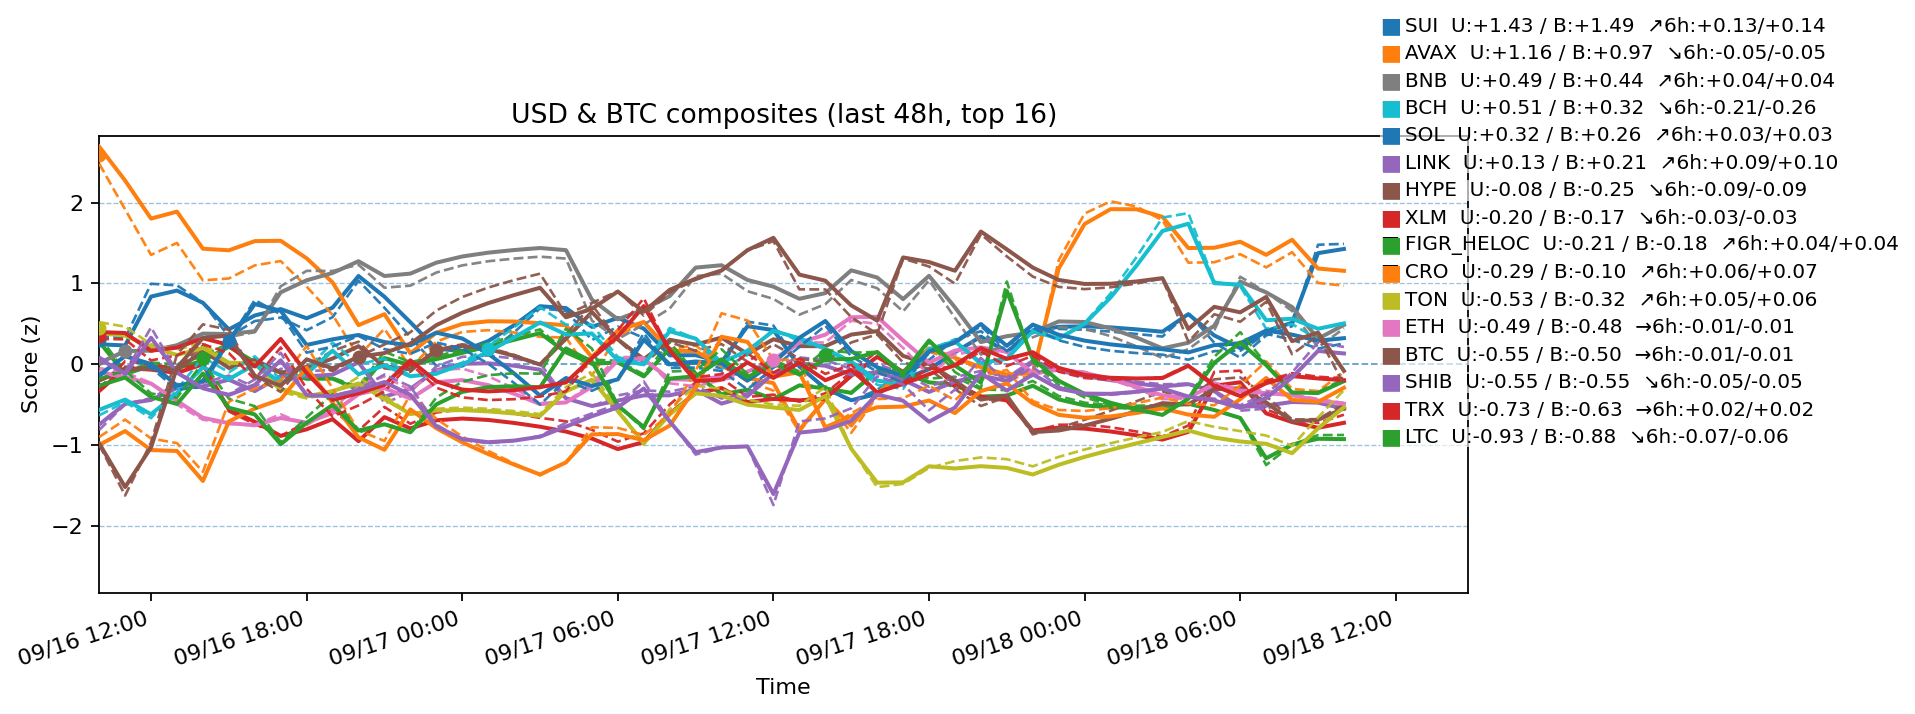 SUI U:+1.43 / B:+1.49 ↗6h:+0.13/+0.14
AVAX U:+1.16 / B:+0.97 ↘6h:-0.05/-0.05
BNB U:+0.49 / B:+0.44 ↗6h:+0.04/+0.04
BCH U:+0.51 / B:+0.32 ↘6h:-0.21/-0.26
SOL U:+0.32 / B:+0.26 ↗6h:+0.03/+0.03
LINK U:+0.13 / B:+0.21 ↗6h:+0.09/+0.10
HYPE U:-0.08 / B:-0.25 ↘6h:-0.09/-0.09
XLM U:-0.20 / B:-0.17 ↘6h:-0.03/-0.03
FIGR_HELOC U:-0.21 / B:-0.18 ↗6h:+0.04/+0.04
CRO U:-0.29 / B:-0.10 ↗6h:+0.06/+0.07
TON U:-0.53 / B:-0.32 ↗6h:+0.05/+0.06
ETH U:-0.49 / B:-0.48 →6h:-0.01/-0.01
BTC U:-0.55 / B:-0.50 →6h:-0.01/-0.01
SHIB U:-0.55 / B:-0.55 ↘6h:-0.05/-0.05
TRX U:-0.73 / B:-0.63 →6h:+0.02/+0.02
LTC U:-0.93 / B:-0.88 ↘6h:-0.07/-0.06
USD & BTC composites (last 48h, top 16)
Score (z)
2
1
0
−1
−2
09/16 12:00
09/16 18:00
09/17 00:00
09/17 06:00
09/17 12:00
09/17 18:00
09/18 00:00
09/18 06:00
09/18 12:00
Time